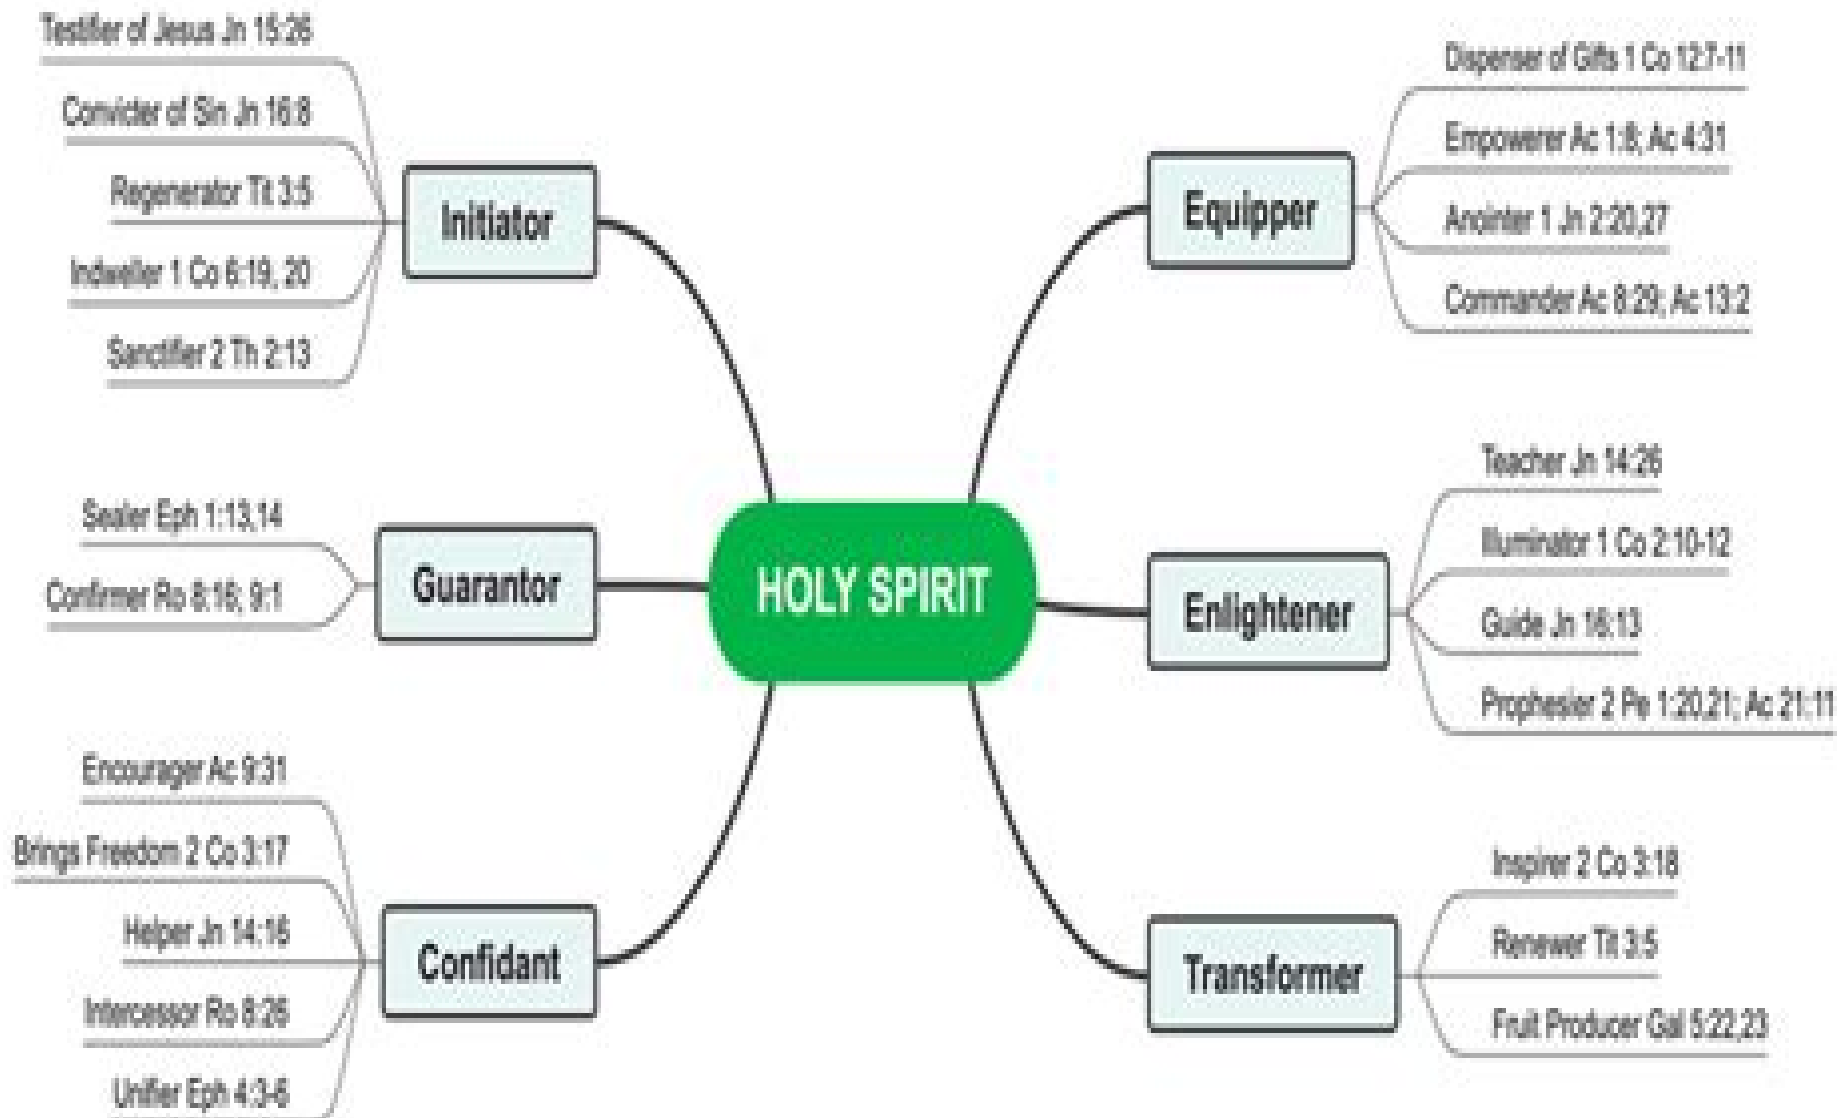 Testifier of Jesus Jn 15:26
Convicter of Sin Jn 16:8
Regenerator Tit 3:5
Indweller 1 Co 6:19, 20
Sanctifier 2 Th 2:13
Initiator
Sealer Eph 1:13,14
Confirmer Ro 8:16; 9:1
Guarantor
Encourager Ac 9:31
Brings Freedom 2 Co 3:17
Helper Jn 14:16
Intercessor Ro 8:26
Unifier Eph 4:3-6
Confidant
HOLY SPIRIT
Equipper
Dispenser of Gifts 1 Co 12:7-11
Empowerer Ac 1:8; Ac 4:31
Anointer 1 Jn 2:20,27
Commander Ac 8:29; Ac 13:2
Enlightener
Teacher Jn 14:26
Illuminator 1 Co 2:10-12
Guide Jn 16:13
Prophesier 2 Pe 1:20,21; Ac 21:11
Transformer
Inspirer 2 Co 3:18
Renewer Tit 3:5
Fruit Producer Gal 5:22,23